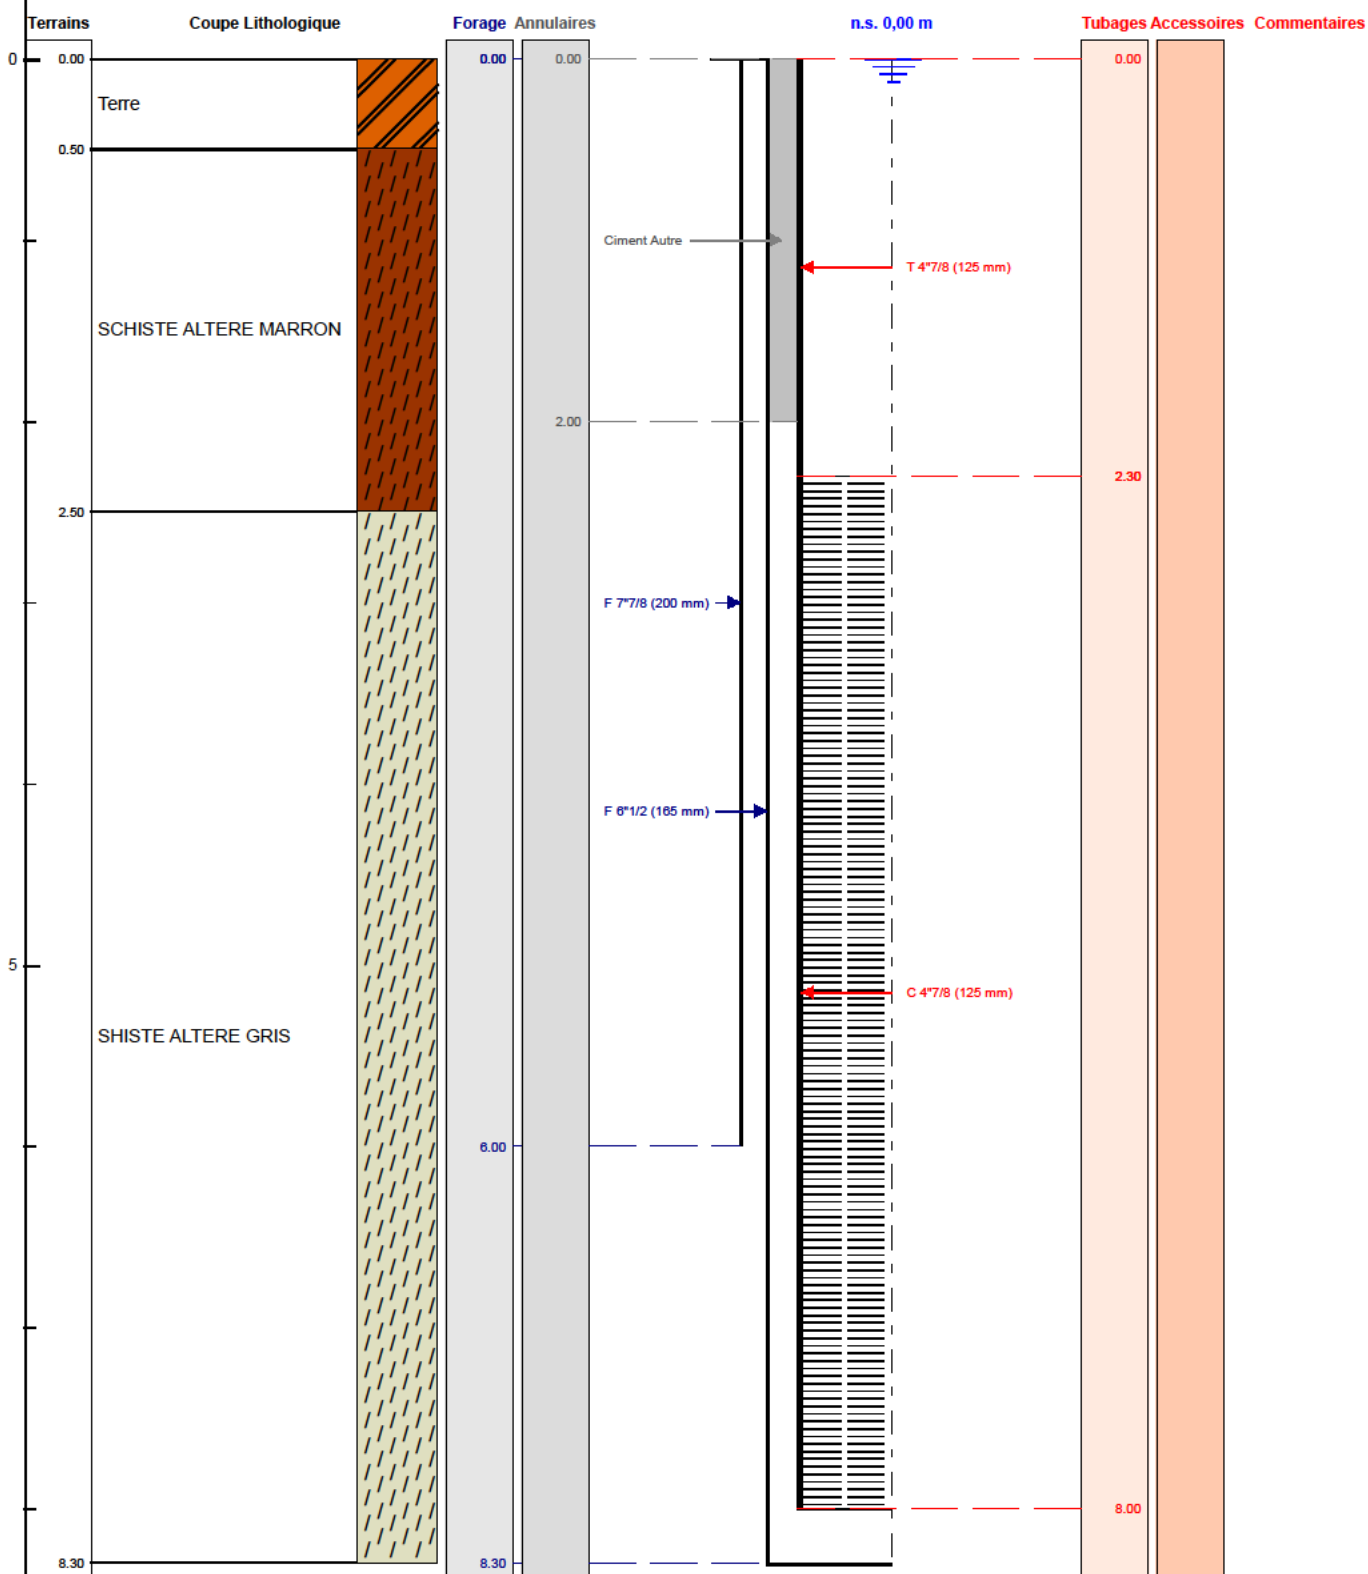 Terrains Coupe Lithologique Forage Annulaires n.s. 0,00 m Tubages Accessoires Commentaires
0 0.00 0.00 0.00 0.00
Terre
0.50
Ciment Autre
T 4"7/8 (125 mm)
SCHISTE ALTERE MARRON
2.00
2.30
2.50
F 7"7/8 (200 mm)
F 6"1/2 (165 mm)
5
C 4"7/8 (125 mm)
SHISTE ALTERE GRIS
6.00
8.00
8.30 8.30